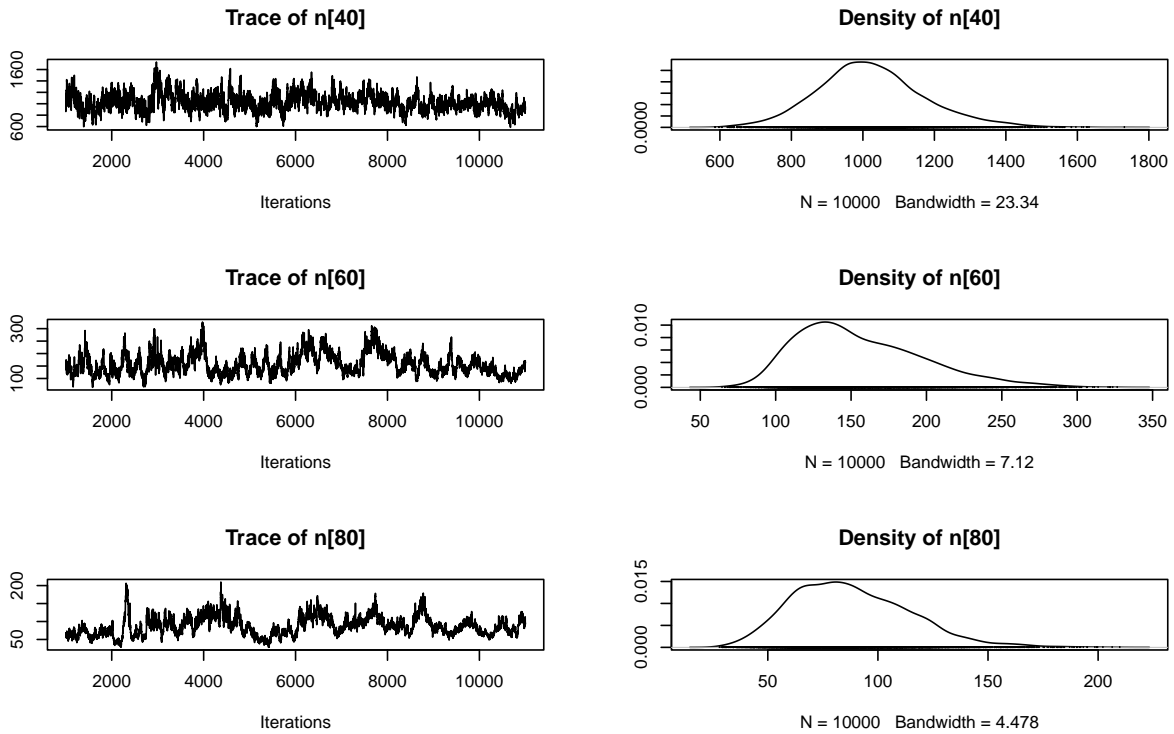 Trace of n[40]
600 1600
2000 4000 6000 8000 10000
Iterations
Density of n[40]
0.0000
600 800 1000 1200 1400 1600 1800
N = 10000 Bandwidth = 23.34
Trace of n[60]
100 300
2000 4000 6000 8000 10000
Iterations
Density of n[60]
0.000 0.010
50 100 150 200 250 300 350
N = 10000 Bandwidth = 7.12
Trace of n[80]
50 200
2000 4000 6000 8000 10000
Iterations
Density of n[80]
0.000 0.015
50 100 150 200
N = 10000 Bandwidth = 4.478